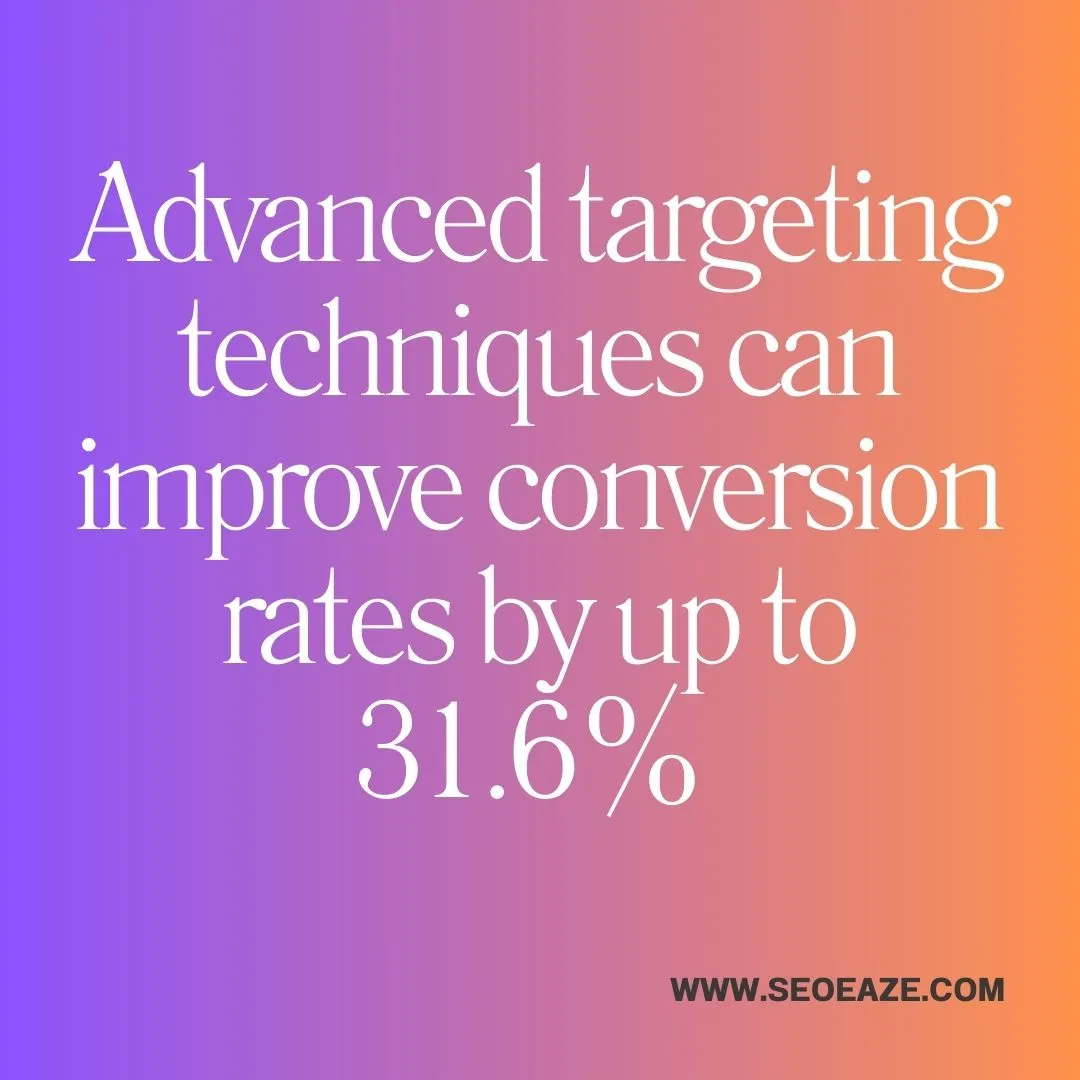 Advanced targeting
techniques can
improve conversion
rates by up to
31.6%
WWW.SEOEAZE.COM